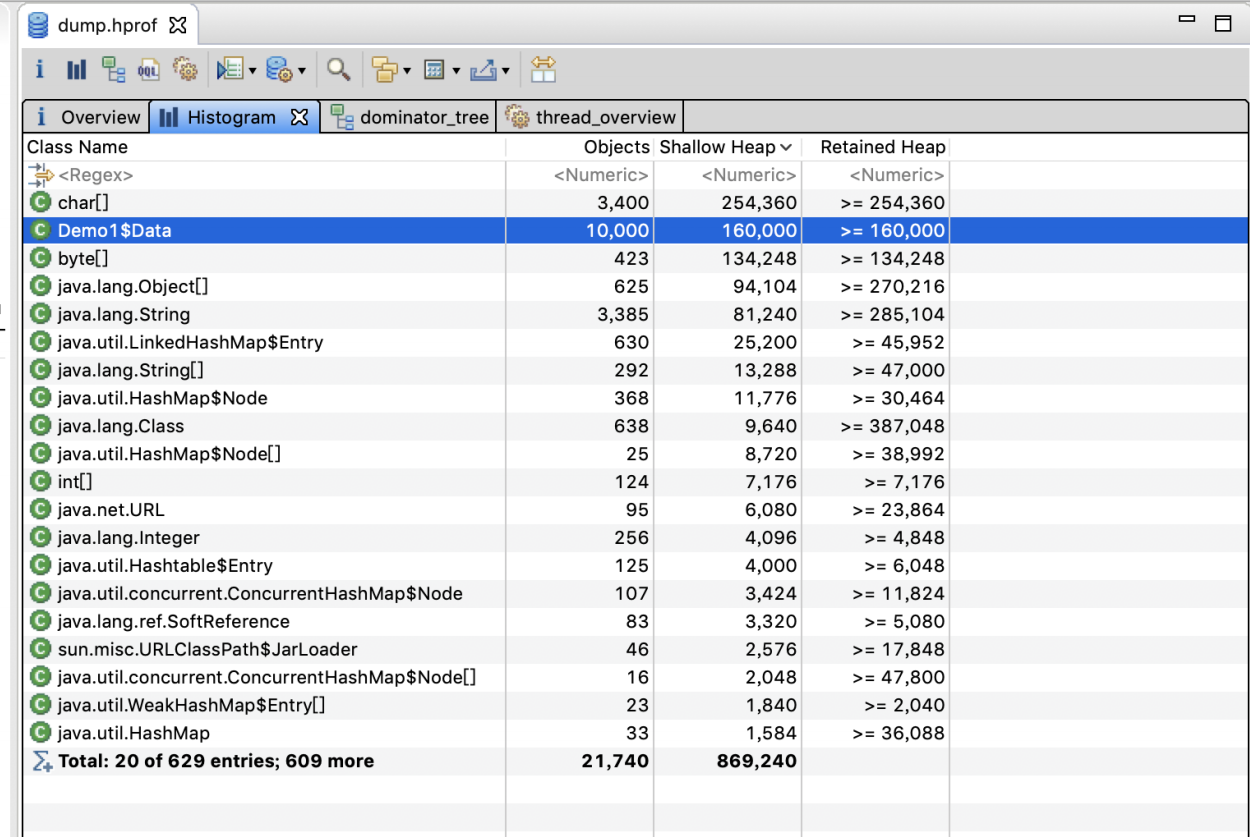 dump.hprof
i OQL
i Overview Histogram dominator_tree thread_overview
Class Name Objects Shallow Heap Retained Heap
<Regex> <Numeric> <Numeric> <Numeric>
C char[] 3,400 254,360 >= 254,360
C Demo1$Data 10,000 160,000 >= 160,000
C byte[] 423 134,248 >= 134,248
C java.lang.Object[] 625 94,104 >= 270,216
C java.lang.String 3,385 81,240 >= 285,104
C java.util.LinkedHashMap$Entry 630 25,200 >= 45,952
C java.lang.String[] 292 13,288 >= 47,000
C java.util.HashMap$Node 368 11,776 >= 30,464
C java.lang.Class 638 9,640 >= 387,048
C java.util.HashMap$Node[] 25 8,720 >= 38,992
C int[] 124 7,176 >= 7,176
C java.net.URL 95 6,080 >= 23,864
C java.lang.Integer 256 4,096 >= 4,848
C java.util.Hashtable$Entry 125 4,000 >= 6,048
C java.util.concurrent.ConcurrentHashMap$Node 107 3,424 >= 11,824
C java.lang.ref.SoftReference 83 3,320 >= 5,080
C sun.misc.URLClassPath$JarLoader 46 2,576 >= 17,848
C java.util.concurrent.ConcurrentHashMap$Node[] 16 2,048 >= 47,800
C java.util.WeakHashMap$Entry[] 23 1,840 >= 2,040
C java.util.HashMap 33 1,584 >= 36,088
Σ+ Total: 20 of 629 entries; 609 more 21,740 869,240